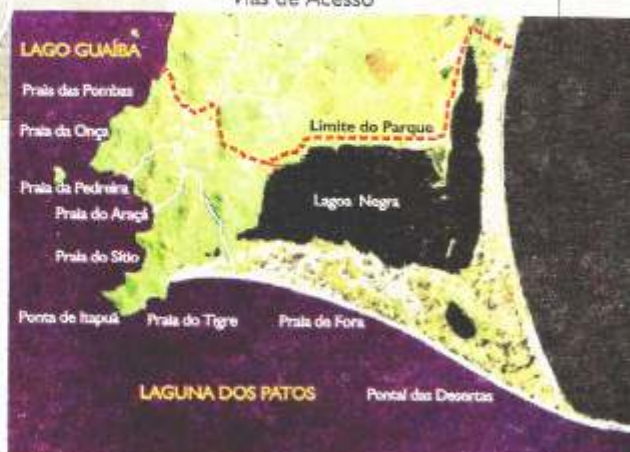 Vias de Acesso
LAGO GUAÍBA
Praia das Pombas
Praia da Onça
Limite do Parque
Praia da Pedreira
Lagoa Negra
Praia do Araçá
Praia do Sítio
Ponta de Itapuã
Praia do Tigre
Praia de Fora
LAGUNA DOS PATOS
Pontal das Desertas